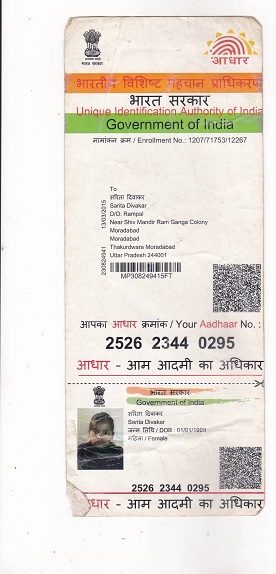 भारत सरकार
आधार
भारतीय विशिष्ट पहचान प्राधिकरण
भारत सरकार
Unique Identification Authority of India
Government of India
नामांकन क्रम / Enrollment No.: 1207/71753/12267
To
सरिता दिवाकर
Sarita Divakar
D/O: Rampal
Near Shiv Mandir Ram Ganga Colony
Moradabad
Moradabad
Thakurdwara Moradabad
Uttar Pradesh 244001
13/03/2015
MP308249415FT
आपका आधार क्रमांक / Your Aadhaar No. :
2526 2344 0295
आधार - आम आदमी का अधिकार
भारत सरकार
Government of India
सरिता दिवाकर
Sarita Divakar
जन्म तिथि / DOB : 01/01/
महिला / Female
2526 2344 0295
आधार - आम आदमी का अधिकार